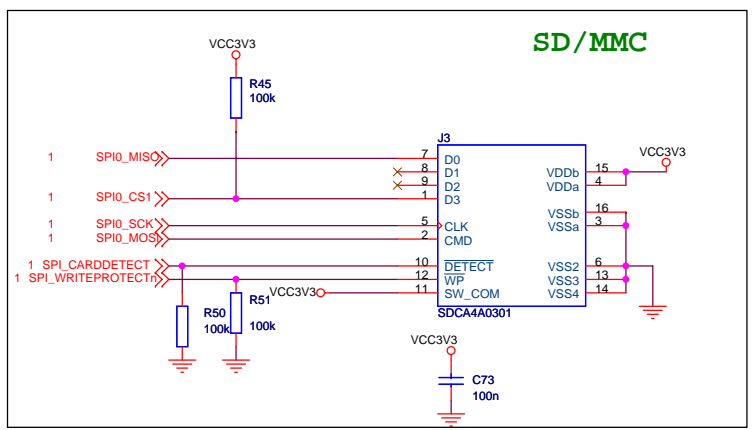 SD/MMC
VCC3V3
R45
100k
J3
1 SPI0_MISO 7 D0
8 D1
9 D2
1 SPI0_CS1 1 D3
1 SPI0_SCK 5 CLK
1 SPI0_MOSI 2 CMD
1 SPI_CARDDETECT 10 DETECT
1 SPI_WRITEPROTECTn 12 WP
VCC3V3 11 SW_COM
VDDb 15 VCC3V3
VDDa 4
VSSb 16
VSSa 3
VSS2 6
VSS3 13
VSS4 14
SDCA4A0301
R50
100k
R51
100k
VCC3V3
C73
100n